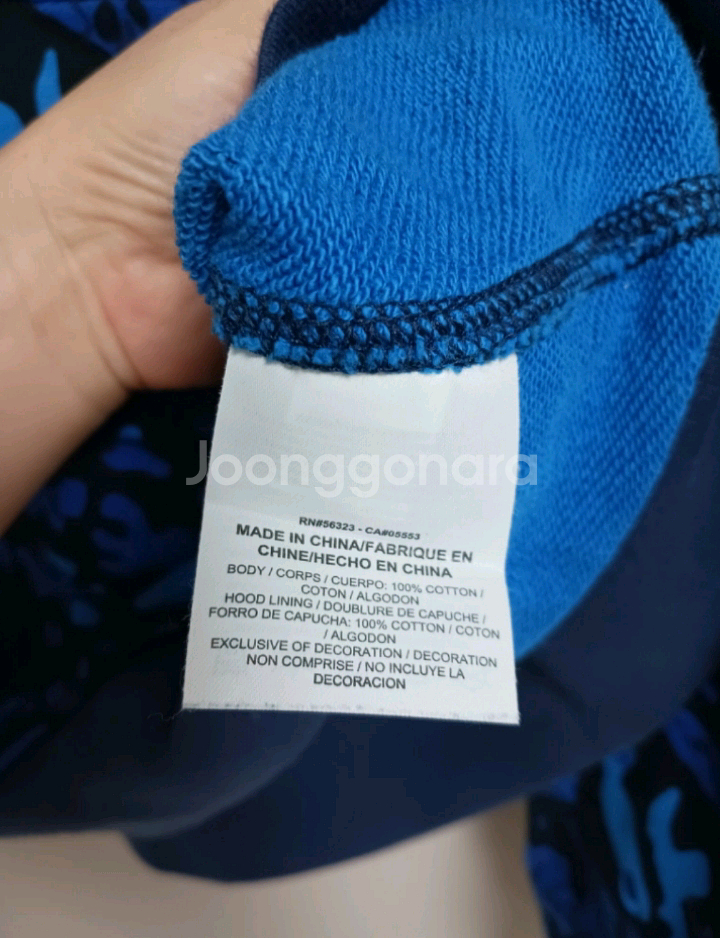 Joonggonara
RN#56323 - CA#05553
MADE IN CHINA/FABRIQUE EN
CHINE/HECHO EN CHINA
BODY / CORPS / CUERPO: 100% COTTON /
COTON / ALGODON
HOOD LINING / DOUBLURE DE CAPUCHE /
FORRO DE CAPUCHA: 100% COTTON / COTON
/ ALGODON
EXCLUSIVE OF DECORATION / DECORATION
NON COMPRISE / NO INCLUYE LA
DECORACION